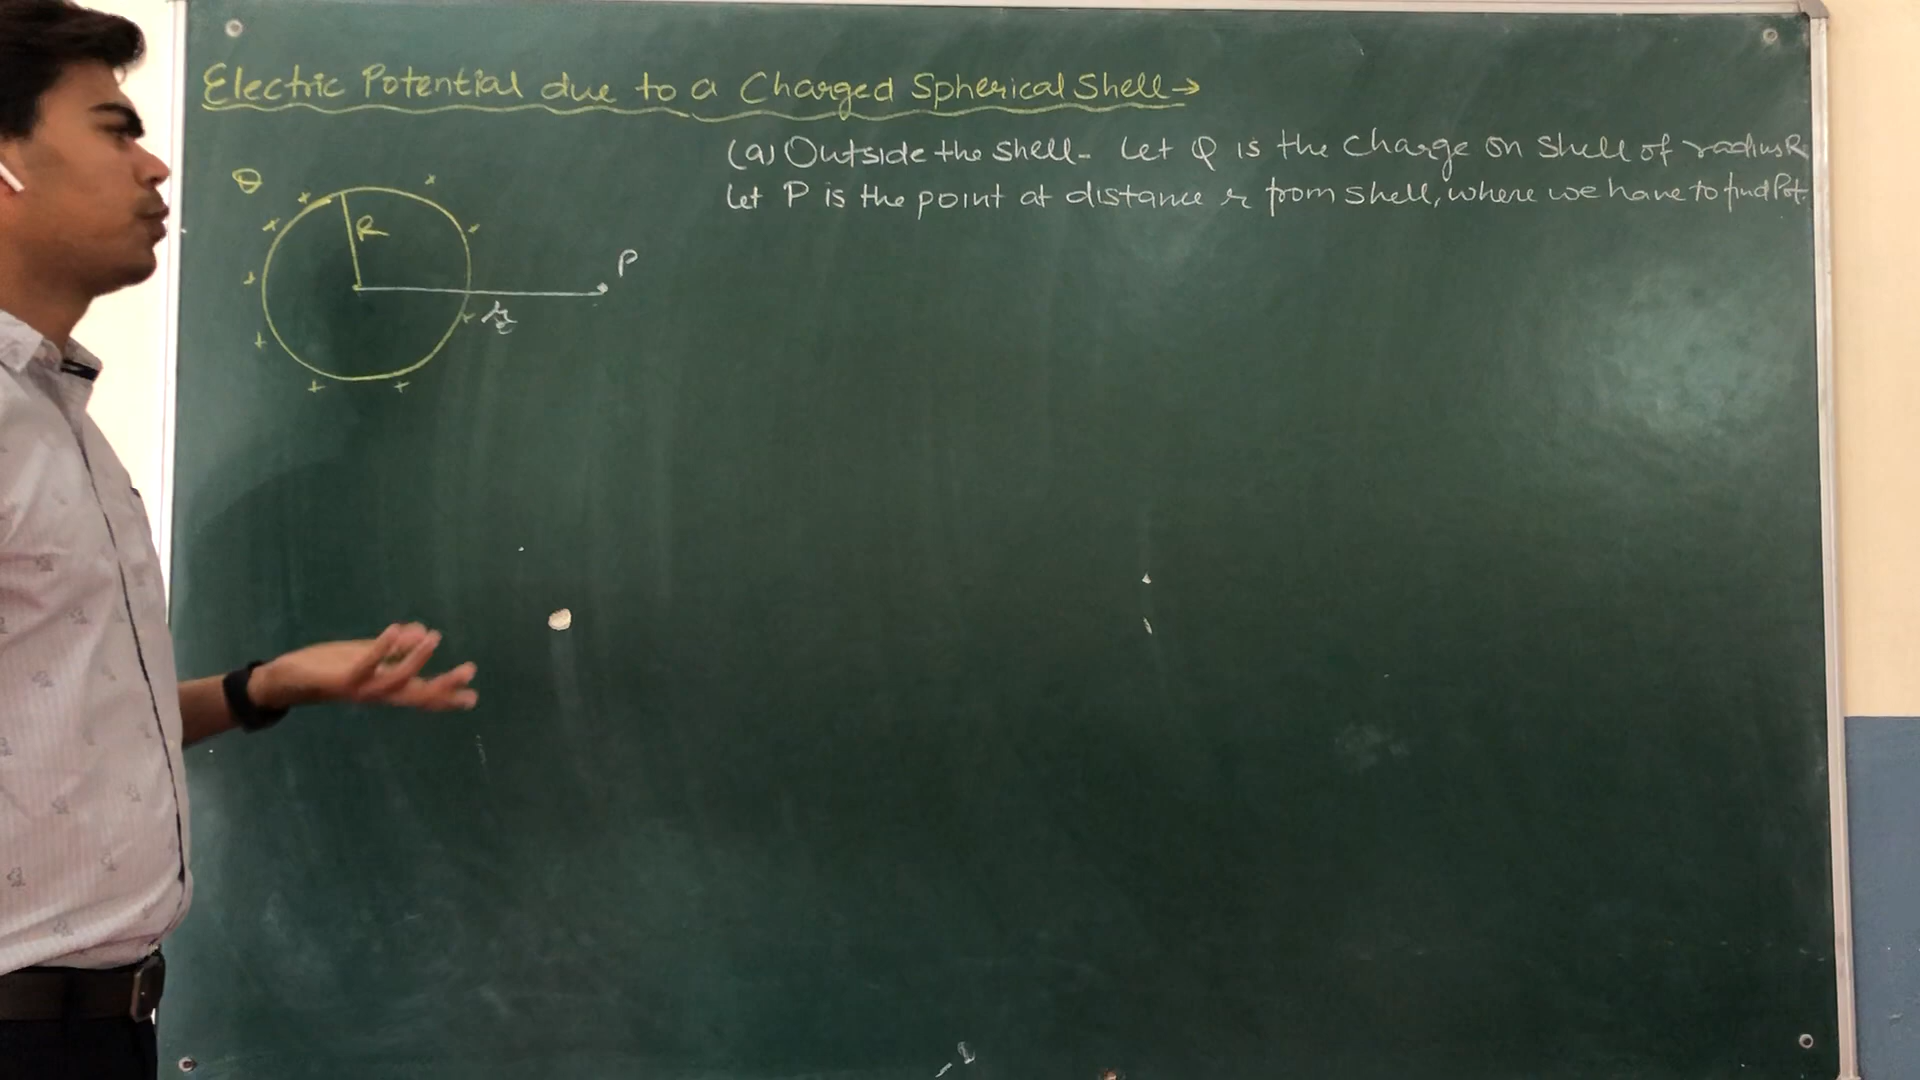 Electric Potential due to a Charged Spherical Shell→
(a) Outside the shell- Let Q is the charge on shell of radius R
Let P is the point at distance r from shell, where we have to find Pot.
Q
R
P
r